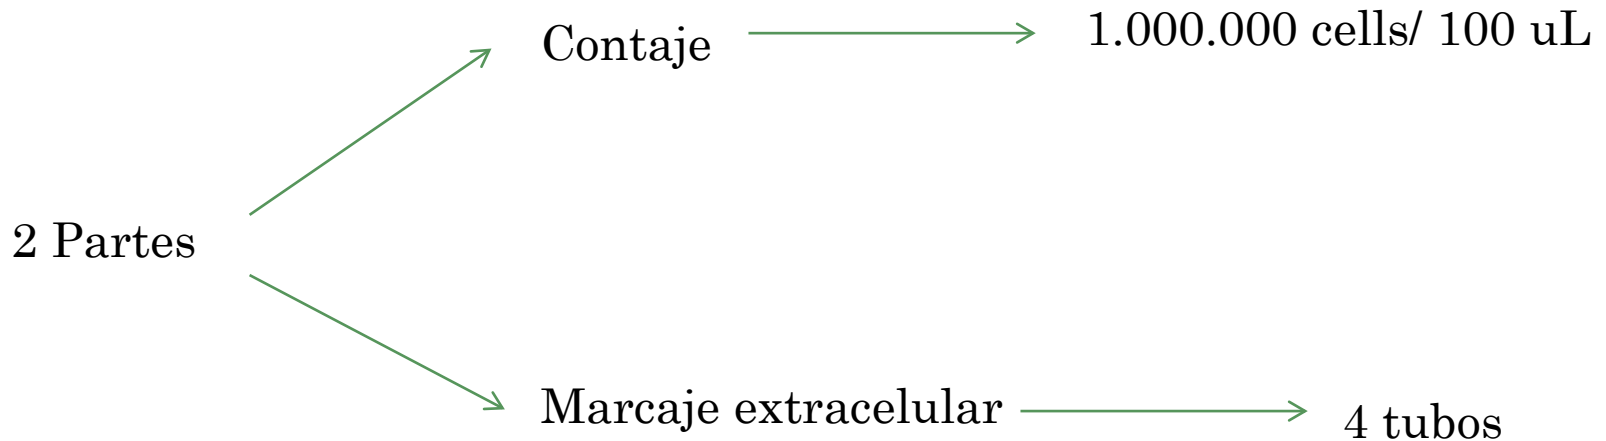 Contaje
1.000.000 cells/ 100 uL
2 Partes
Marcaje extracelular
4 tubos